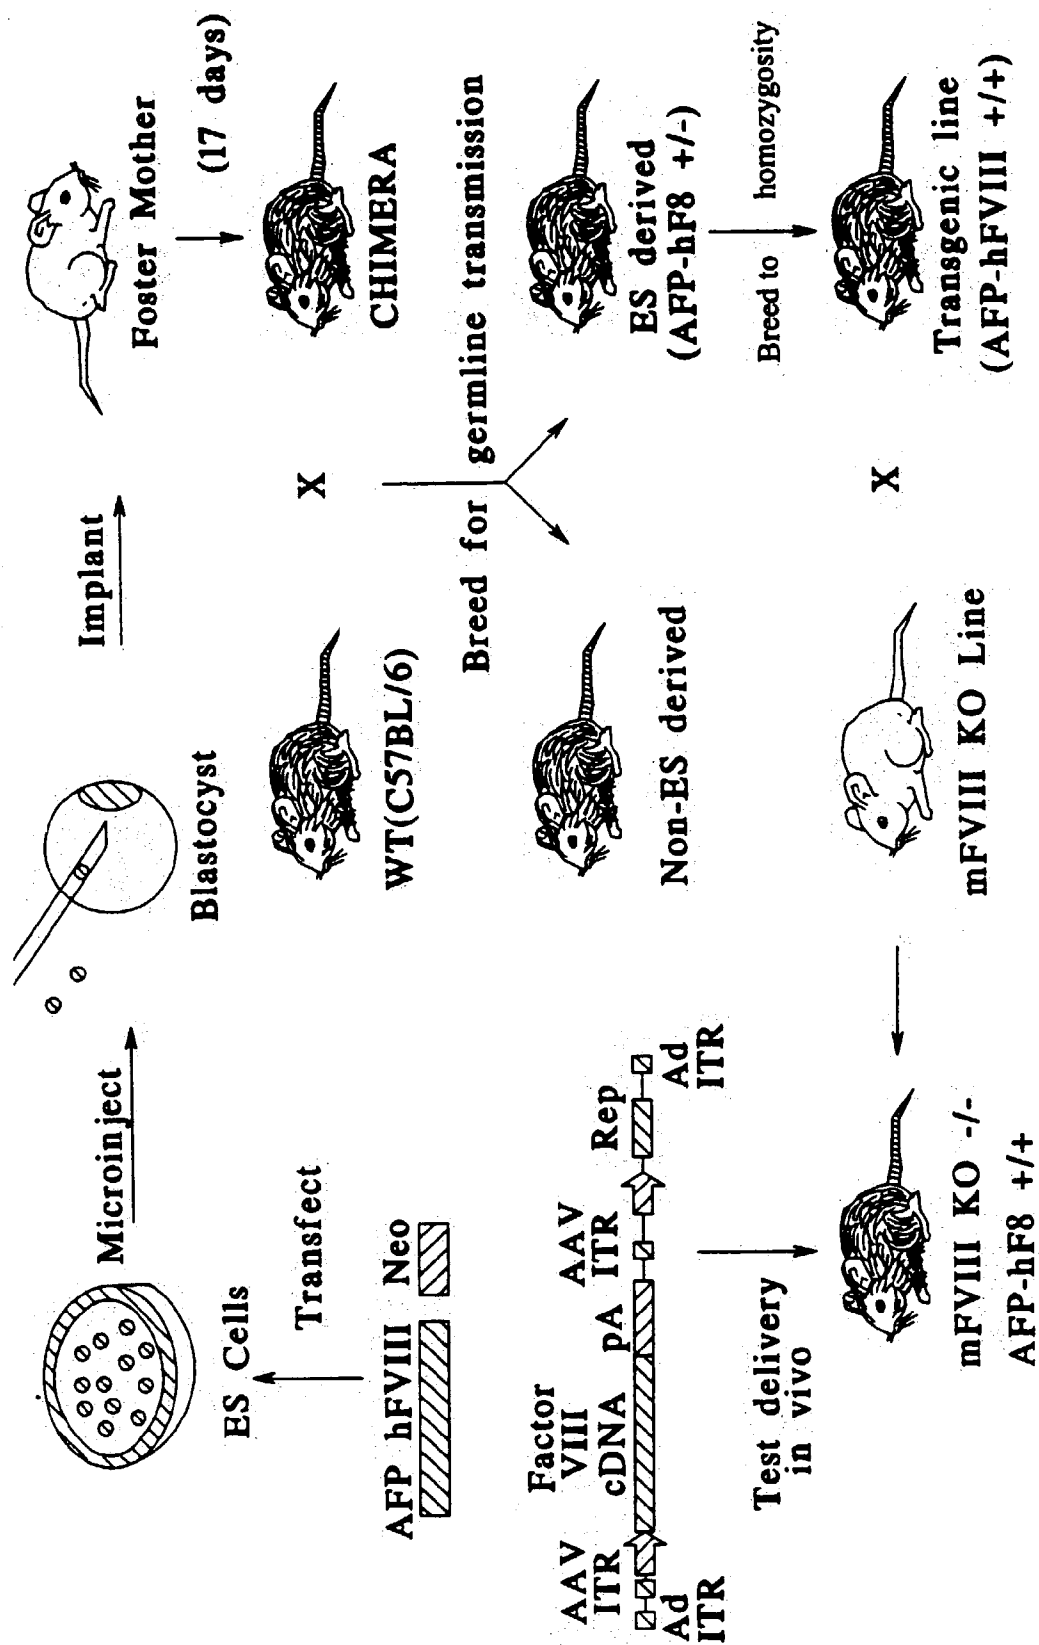 Microinject
Implant
ES Cells
Blastocyst
Foster Mother
Transfect
(17 days)
AFP hFVIII Neo
WT(C57BL/6)
X
CHIMERA
Breed for germline transmission
Factor
VIII
cDNA
AAV
ITR
pA
AAV
ITR
Rep
Ad
ITR
Ad
ITR
Non-ES derived
ES derived
(AFP-hF8 +/-)
Test delivery
in vivo
Breed to homozygosity
X
mFVIII KO -/-
AFP-hF8 +/+
mFVIII KO Line
Transgenic line
(AFP-hFVIII +/+)